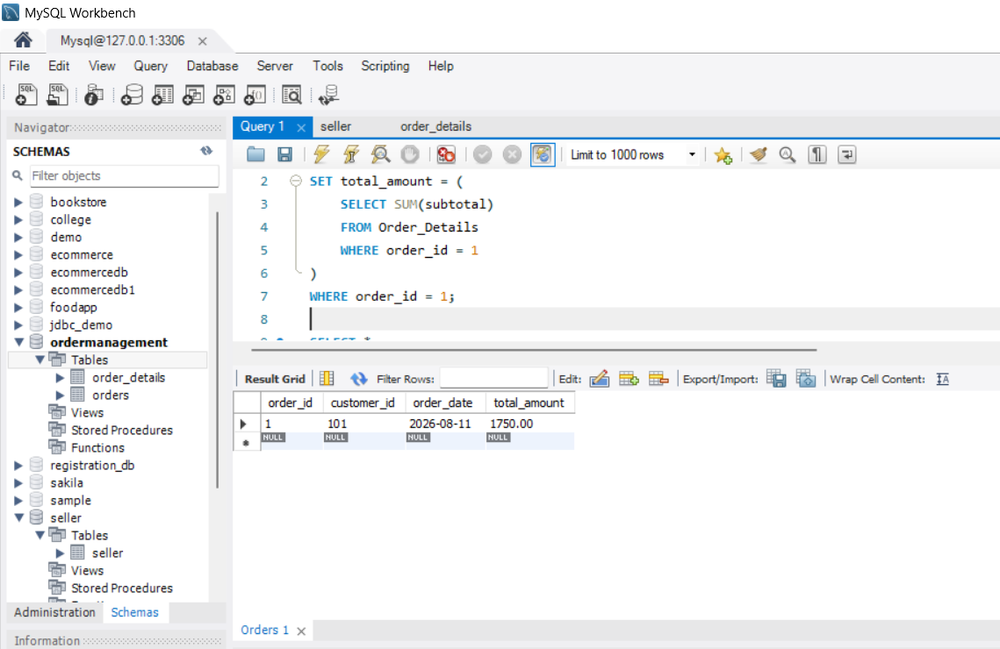 MySQL Workbench
Mysql@127.0.0.1:3306
File Edit View Query Database Server Tools Scripting Help
Navigator
SCHEMAS
Filter objects
bookstore
college
demo
ecommerce
ecommercedb
ecommercedb1
foodapp
jdbc_demo
ordermanagement
Tables
order_details
orders
Views
Stored Procedures
Functions
registration_db
sakila
sample
seller
Tables
seller
Views
Stored Procedures
Administration Schemas
Information
Query 1 seller order_details
Limit to 1000 rows
2 SET total_amount = (
3 SELECT SUM(subtotal)
4 FROM Order_Details
5 WHERE order_id = 1
6 )
7 WHERE order_id = 1;
8
9 SELECT *
Result Grid Filter Rows: Edit: Export/Import: Wrap Cell Content: IA
order_id customer_id order_date total_amount
1 101 2026-08-11 1750.00
NULL NULL NULL NULL
Orders 1